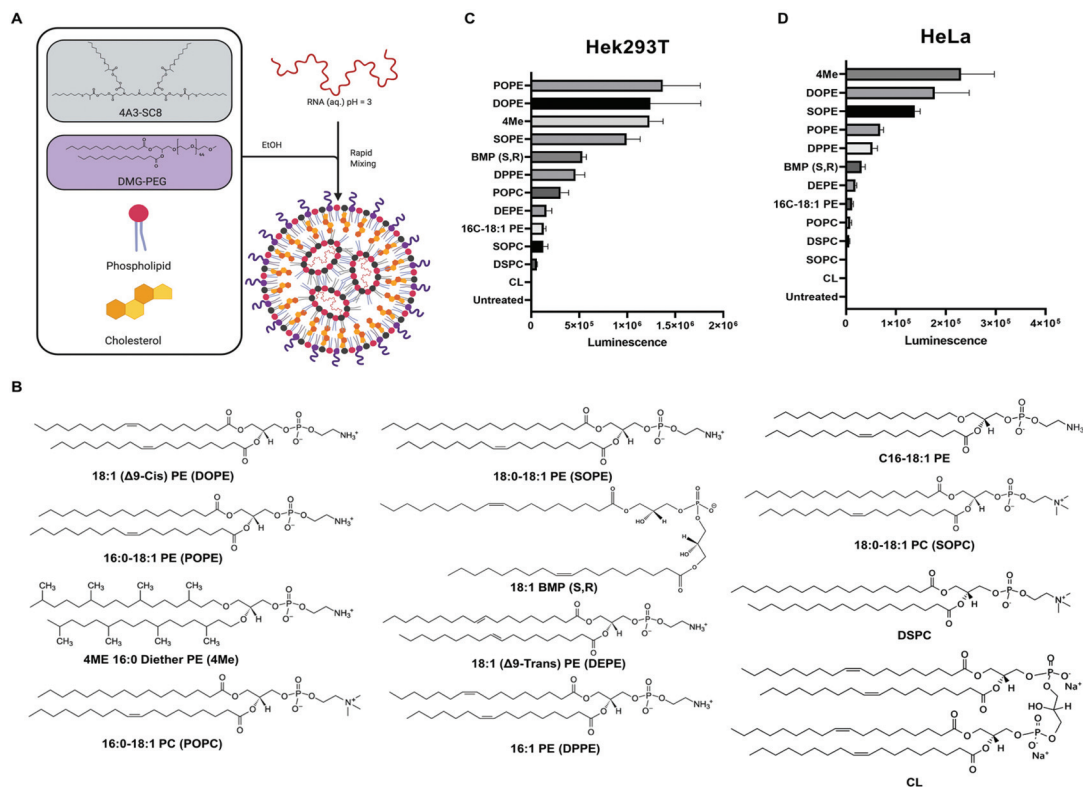 A
4A3-SC8
DMG-PEG
Phospholipid
Cholesterol
RNA (aq.) pH = 3
EtOH
Rapid
Mixing
C
Hek293T
POPE
DOPE
4Me
SOPE
BMP (S,R)
DPPE
POPC
DEPE
16C-18:1 PE
SOPC
DSPC
CL
Untreated
0
5×10⁵
1×10⁶
2×10⁶
2×10⁶
Luminescence
D
HeLa
4Me
DOPE
SOPE
POPE
DPPE
BMP (S,R)
DEPE
16C-18:1 PE
POPC
DSPC
SOPC
CL
Untreated
0
1×10⁵
2×10⁵
3×10⁵
4×10⁵
Luminescence
B
18:1 (Δ9-Cis) PE (DOPE)
16:0-18:1 PE (POPE)
4ME 16:0 Diether PE (4Me)
16:0-18:1 PC (POPC)
18:0-18:1 PE (SOPE)
18:1 BMP (S,R)
18:1 (Δ9-Trans) PE (DEPE)
16:1 PE (DPPE)
C16-18:1 PE
18:0-18:1 PC (SOPC)
DSPC
CL